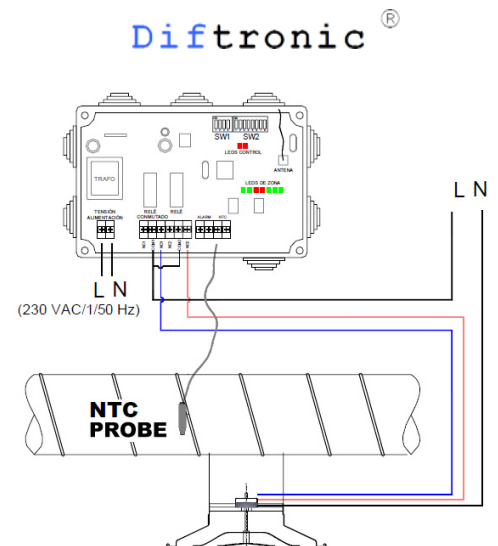 Diftronic ®
SW1 SW2
LEDS CONTROL
ANTENA
TRAFO
LEDS DE ZONA
L N
TENSIÓN
ALIMENTACIÓN
RELÉ
CONMUTADO
RELÉ
ALARM
NTC
L N
(230 VAC/1/50 Hz)
NTC
PROBE